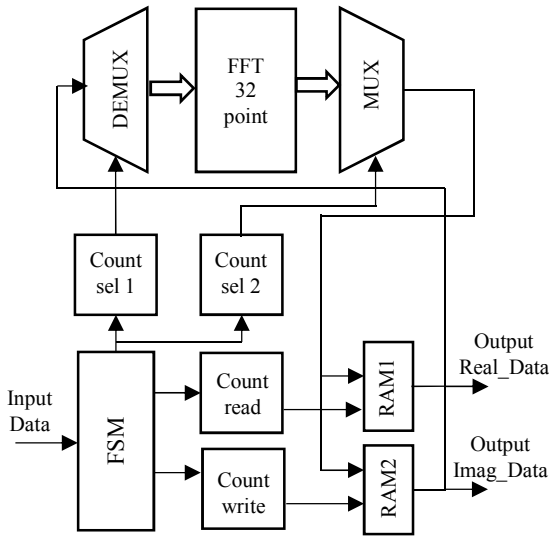 DEMUX
FFT
32
point
MUX
Count
sel 1
Count
sel 2
Input
Data
FSM
Count
read
Count
write
RAM1
RAM2
Output
Real_Data
Output
Imag_Data